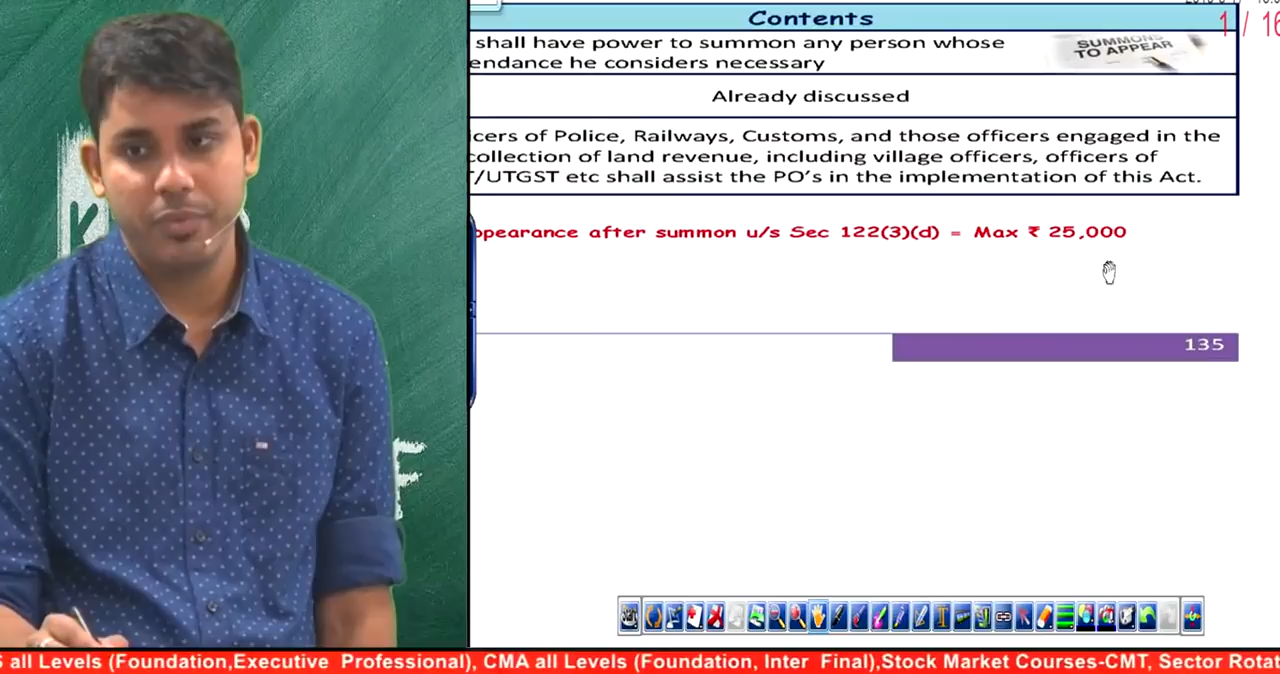 Contents
1 / 16
shall have power to summon any person whose
endance he considers necessary
SUMMONS
TO APPEAR
Already discussed
icers of Police, Railways, Customs, and those officers engaged in the
collection of land revenue, including village officers, officers of
T/UTGST etc shall assist the PO's in the implementation of this Act.
ppearance after summon u/s Sec 122(3)(d) = Max ₹ 25,000
135
S all Levels (Foundation,Executive Professional), CMA all Levels (Foundation, Inter Final),Stock Market Courses-CMT, Sector Rotat